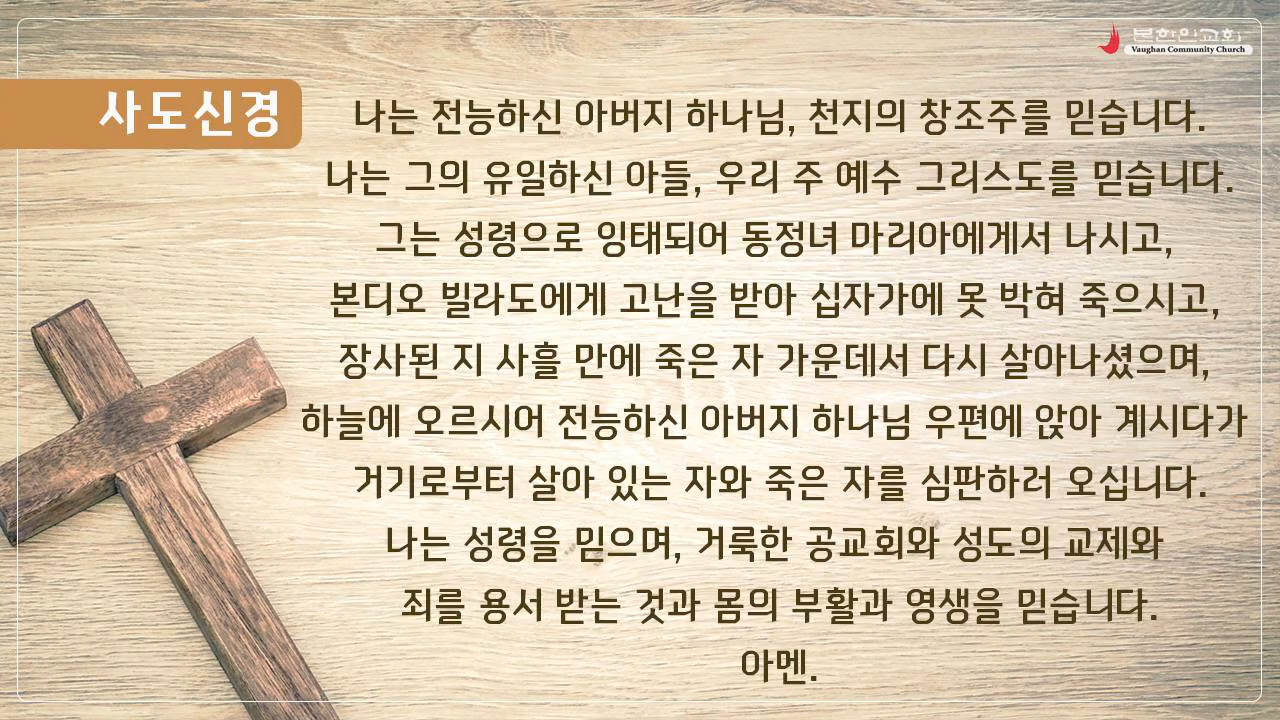 본한인교회
Vaughan Community Church
사도신경
나는 전능하신 아버지 하나님, 천지의 창조주를 믿습니다.
나는 그의 유일하신 아들, 우리 주 예수 그리스도를 믿습니다.
그는 성령으로 잉태되어 동정녀 마리아에게서 나시고,
본디오 빌라도에게 고난을 받아 십자가에 못 박혀 죽으시고,
장사된 지 사흘 만에 죽은 자 가운데서 다시 살아나셨으며,
하늘에 오르시어 전능하신 아버지 하나님 우편에 앉아 계시다가
거기로부터 살아 있는 자와 죽은 자를 심판하러 오십니다.
나는 성령을 믿으며, 거룩한 공교회와 성도의 교제와
죄를 용서 받는 것과 몸의 부활과 영생을 믿습니다.
아멘.